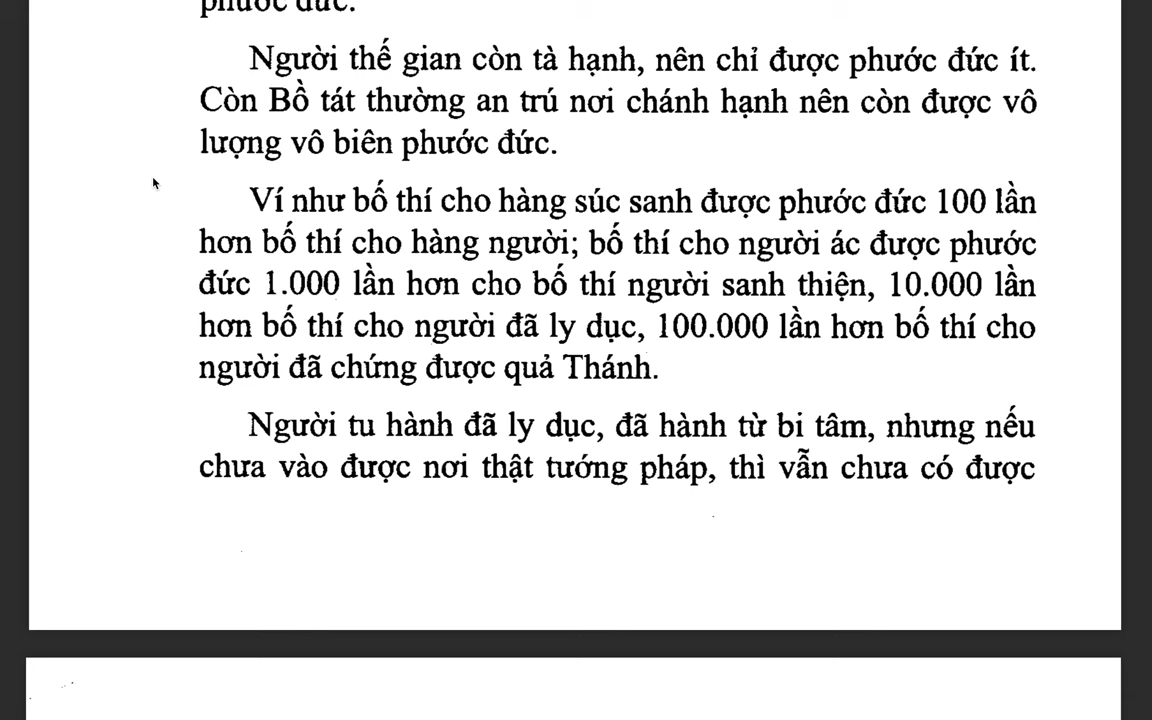 phước đức.
Người thế gian còn tà hạnh, nên chỉ được phước đức ít.
Còn Bồ tát thường an trú nơi chánh hạnh nên còn được vô
lượng vô biên phước đức.
Ví như bố thí cho hàng súc sanh được phước đức 100 lần
hơn bố thí cho hàng người; bố thí cho người ác được phước
đức 1.000 lần hơn cho bố thí người sanh thiện, 10.000 lần
hơn bố thí cho người đã ly dục, 100.000 lần hơn bố thí cho
người đã chứng được quả Thánh.
Người tu hành đã ly dục, đã hành từ bi tâm, nhưng nếu
chưa vào được nơi thật tướng pháp, thì vẫn chưa có được